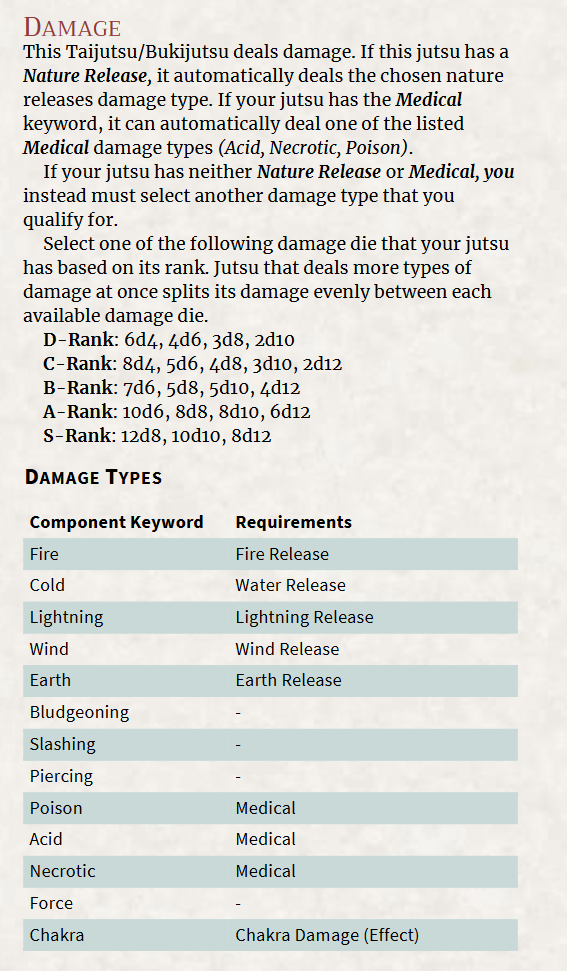 DAMAGE
This Taijutsu/Bukijutsu deals damage. If this jutsu has a
Nature Release, it automatically deals the chosen nature
releases damage type. If your jutsu has the Medical
keyword, it can automatically deal one of the listed
Medical damage types (Acid, Necrotic, Poison).
If your jutsu has neither Nature Release or Medical, you
instead must select another damage type that you
qualify for.
Select one of the following damage die that your jutsu
has based on its rank. Jutsu that deals more types of
damage at once splits its damage evenly between each
available damage die.
D-Rank: 6d4, 4d6, 3d8, 2d10
C-Rank: 8d4, 5d6, 4d8, 3d10, 2d12
B-Rank: 7d6, 5d8, 5d10, 4d12
A-Rank: 10d6, 8d8, 8d10, 6d12
S-Rank: 12d8, 10d10, 8d12
DAMAGE TYPES
Component Keyword Requirements
Fire Fire Release
Cold Water Release
Lightning Lightning Release
Wind Wind Release
Earth Earth Release
Bludgeoning -
Slashing -
Piercing -
Poison Medical
Acid Medical
Necrotic Medical
Force -
Chakra Chakra Damage (Effect)